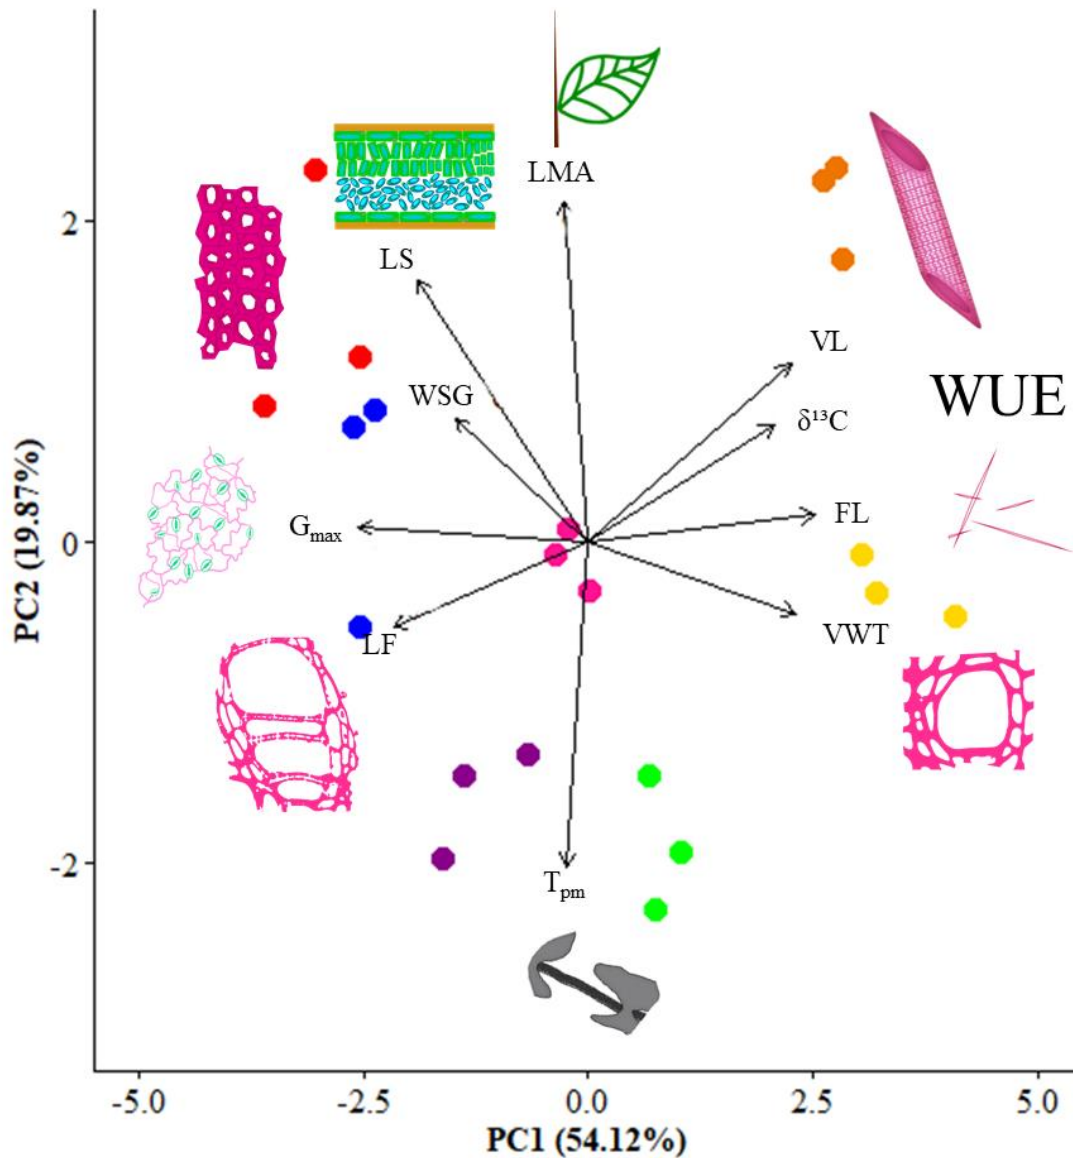 LMA
2
LS
VL
WSG
WUE
δ¹³C
G_max
FL
0
LF
VWT
-2
T_pm
PC2 (19.87%)
-5.0 -2.5 0.0 2.5 5.0
PC1 (54.12%)